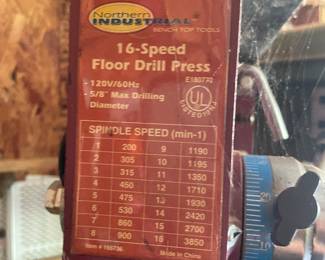 Northern
INDUSTRIAL
BENCH TOP TOOLS
16-Speed
Floor Drill Press
- 120V/60Hz
- 5/8" Max Drilling
Diameter
UL
LISTED
SPINDLE SPEED (min-1)
1 200 9 1190
2 305 10 1195
3 315 11 1350
4 450 12 1710
5 475 13 1930
6 530 14 2420
7 860 15 2700
8 900 16 3850
Made in China